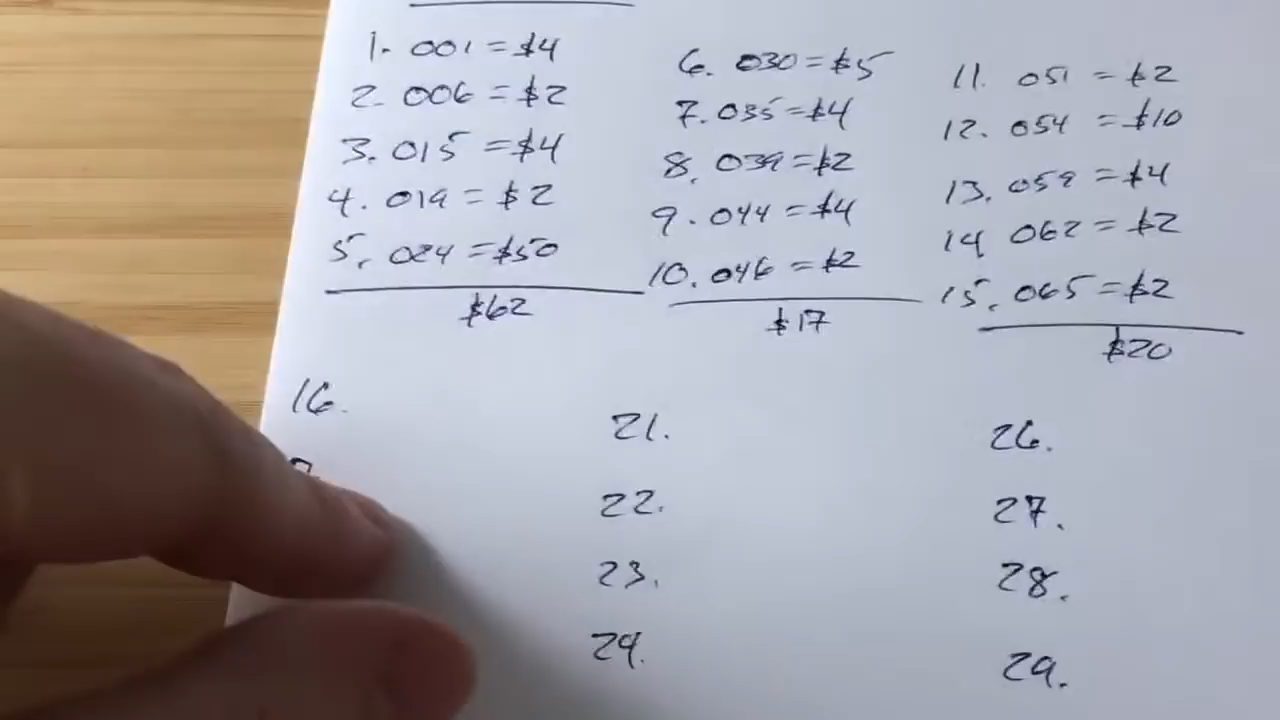 1. 001 = $4
2. 006 = $2
3. 015 = $4
4. 019 = $2
5. 024 = $50
$62
6. 030 = $5
7. 035 = $4
8. 039 = $2
9. 044 = $4
10. 046 = $2
$17
11. 051 = $2
12. 054 = $10
13. 059 = $4
14 062 = $2
15. 065 = $2
$20
16.
21.
22.
23.
24.
26.
27.
28.
29.